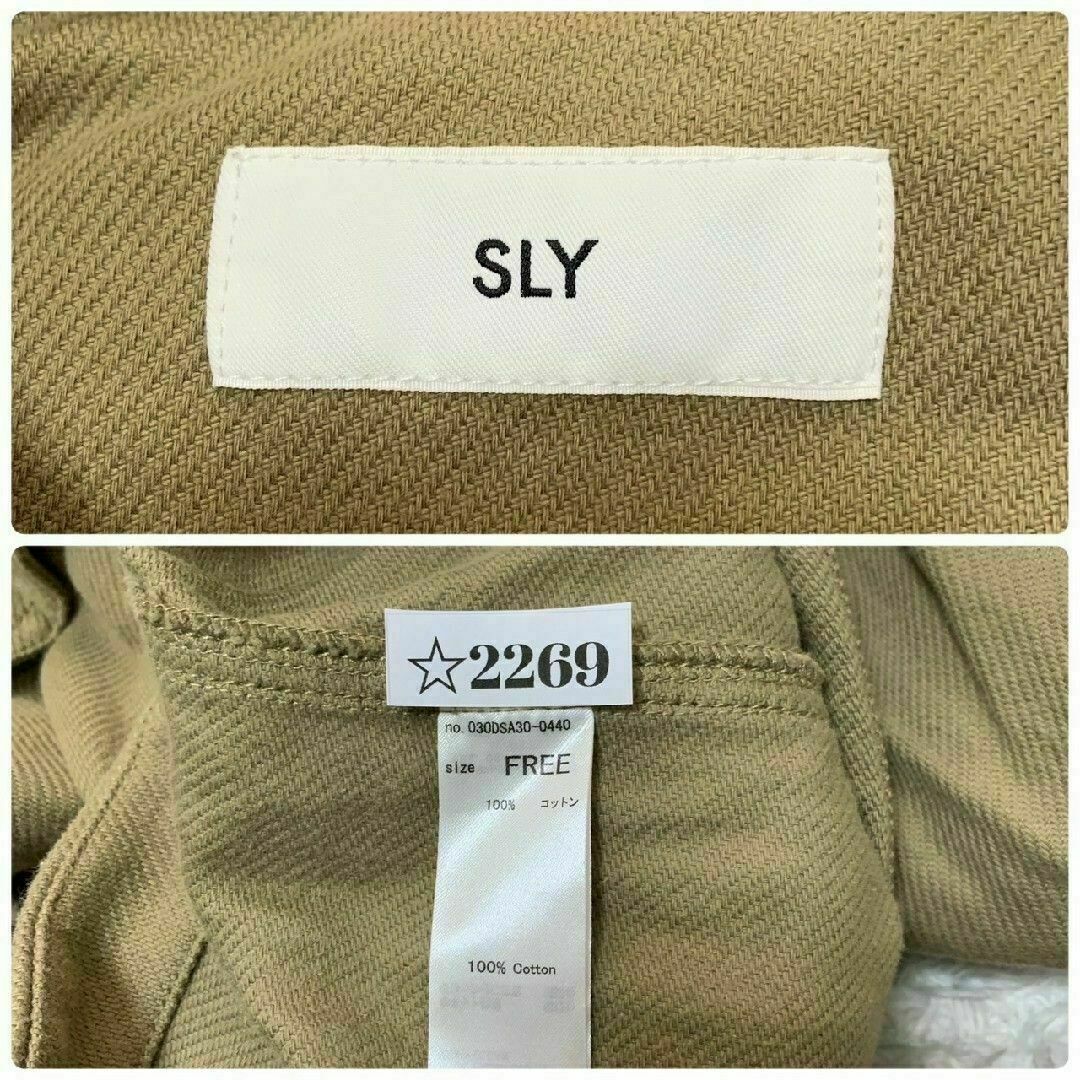 SLY
☆2269
no. 030DSA30-0440
size FREE
100% コットン
100% Cotton